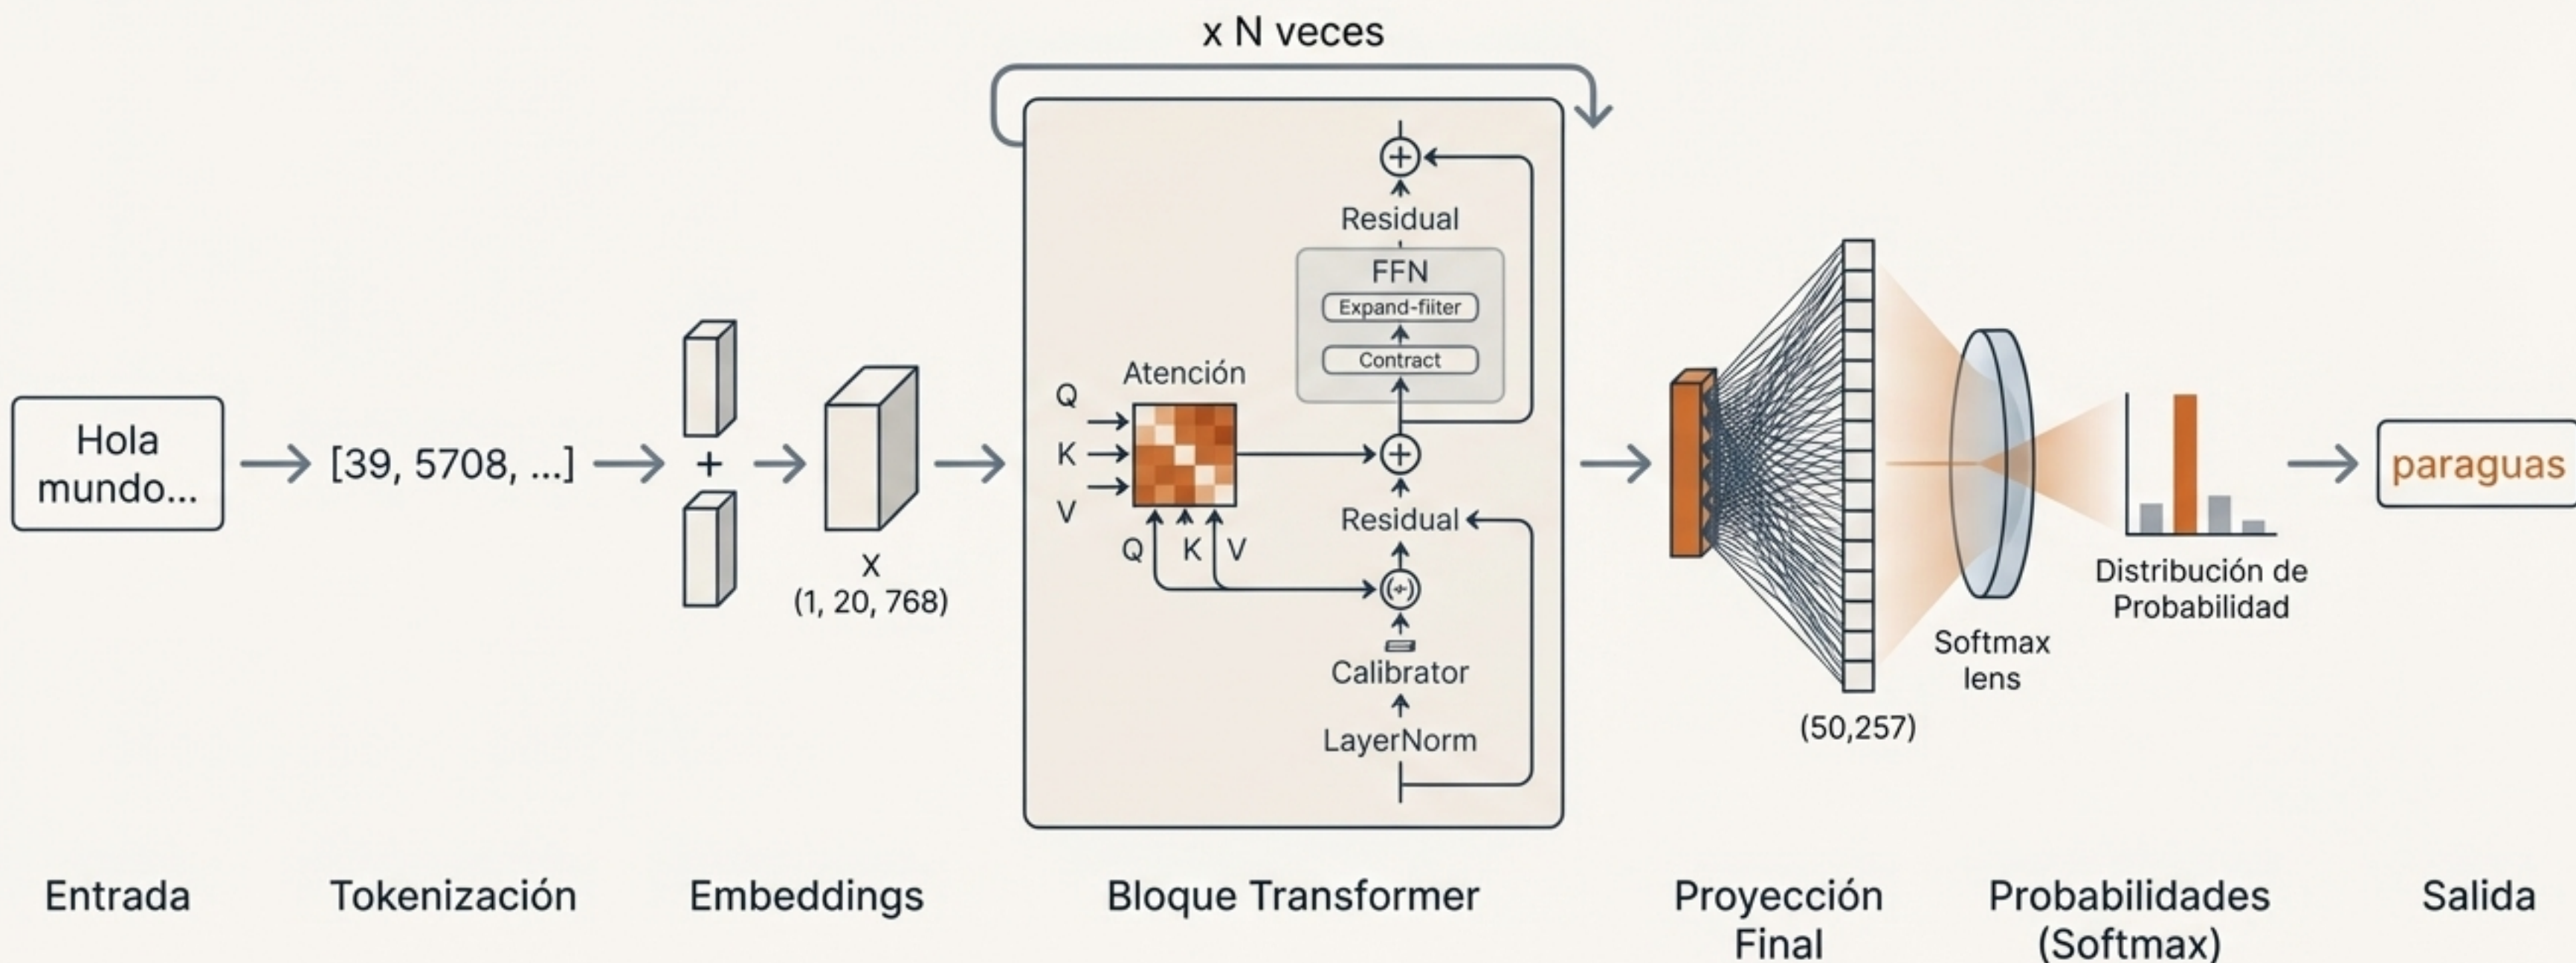 x N veces
Hola
mundo...
[39, 5708, ...]
+
X
(1, 20, 768)
Residual
FFN
Expand-fiiter
Contract
Atención
Q
K
V
Q K V
Residual
Calibrator
LayerNorm
(50,257)
Softmax
lens
Distribución de
Probabilidad
paraguas
Entrada
Tokenización
Embeddings
Bloque Transformer
Proyección
Final
Probabilidades
(Softmax)
Salida